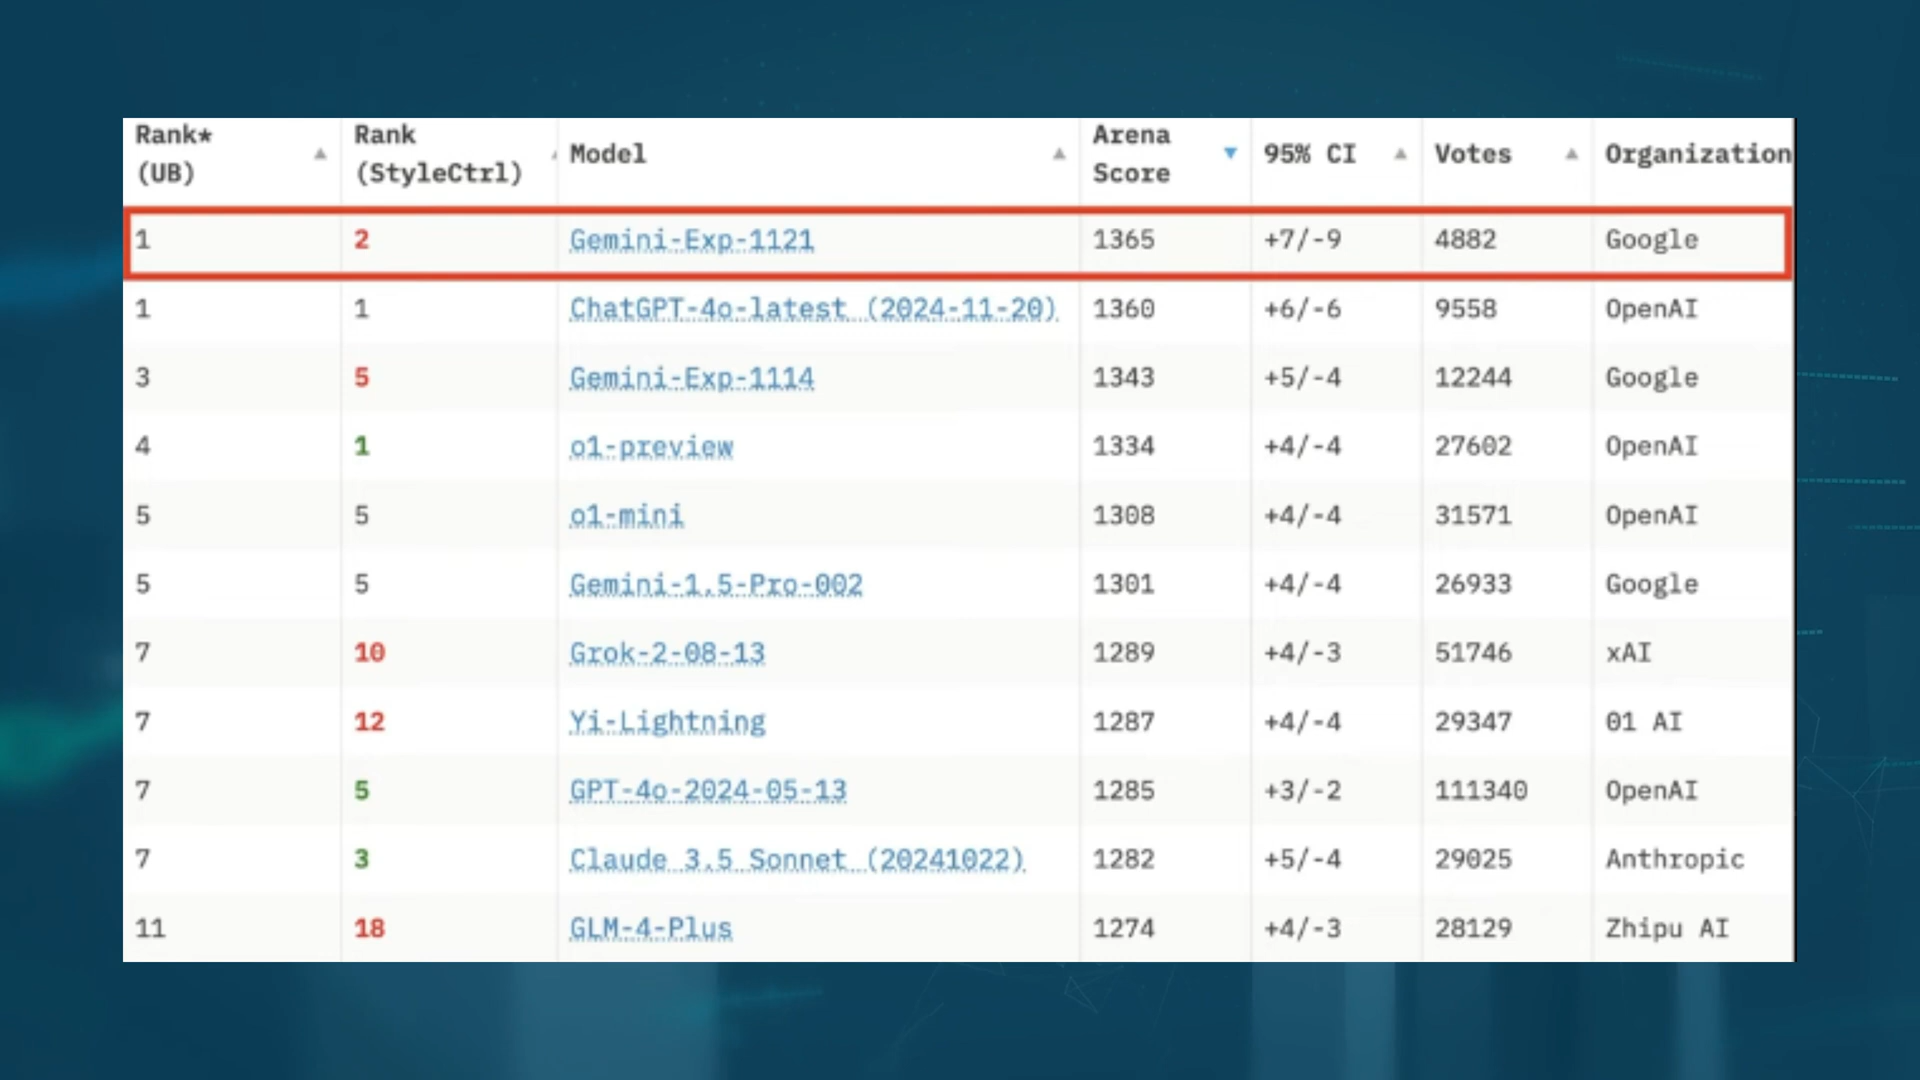 Rank* (UB) Rank (StyleCtrl) Model Arena Score 95% CI Votes Organization
1 2 Gemini-Exp-1121 1365 +7/-9 4882 Google
1 1 ChatGPT-4o-latest (2024-11-20) 1360 +6/-6 9558 OpenAI
3 5 Gemini-Exp-1114 1343 +5/-4 12244 Google
4 1 o1-preview 1334 +4/-4 27602 OpenAI
5 5 o1-mini 1308 +4/-4 31571 OpenAI
5 5 Gemini-1.5-Pro-002 1301 +4/-4 26933 Google
7 10 Grok-2-08-13 1289 +4/-3 51746 xAI
7 12 Yi-Lightning 1287 +4/-4 29347 01 AI
7 5 GPT-4o-2024-05-13 1285 +3/-2 111340 OpenAI
7 3 Claude 3.5 Sonnet (20241022) 1282 +5/-4 29025 Anthropic
11 18 GLM-4-Plus 1274 +4/-3 28129 Zhipu AI